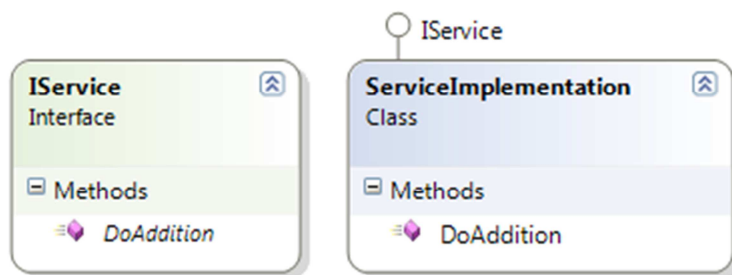 IService
IService
Interface
Methods
DoAddition
ServiceImplementation
Class
Methods
DoAddition